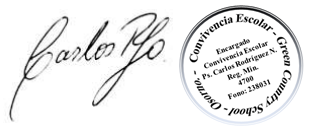 Carlos
Convivencia Escolar - Green Country School - Osorno. -
Encargado
Convivencia Escolar
Ps. Carlos Rodríguez N.
Reg. Min.
4700
Fono: 238031